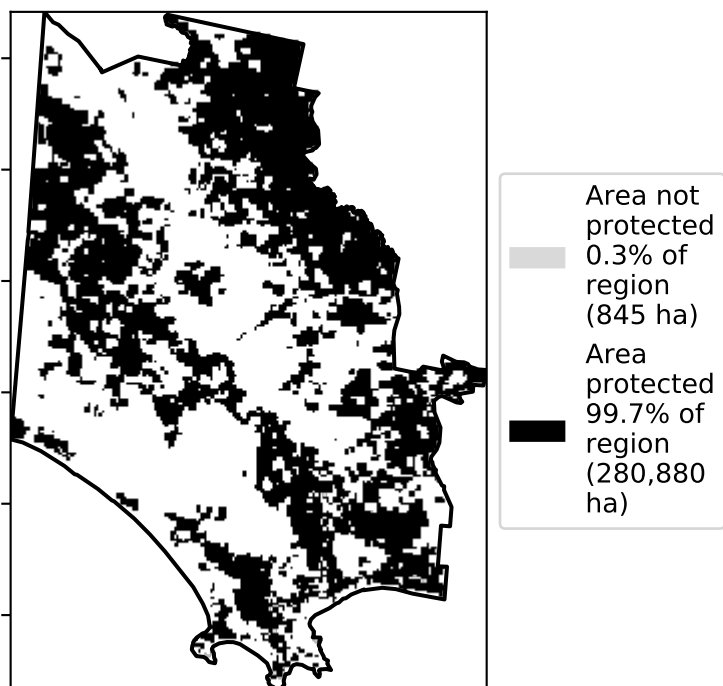 Area not
protected
0.3% of
region
(845 ha)
Area
protected
99.7% of
region
(280,880
ha)